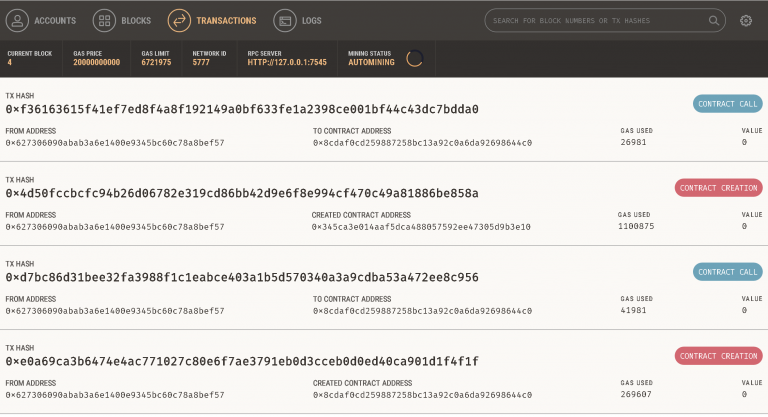 ACCOUNTS BLOCKS TRANSACTIONS LOGS SEARCH FOR BLOCK NUMBERS OR TX HASHES
CURRENT BLOCK GAS PRICE GAS LIMIT NETWORK ID RPC SERVER MINING STATUS
4 20000000000 6721975 5777 HTTP://127.0.0.1:7545 AUTOMINING
TX HASH
0×f36163615f41ef7ed8f4a8f192149a0bf633fe1a2398ce001bf44c43dc7bdda0 CONTRACT CALL
FROM ADDRESS TO CONTRACT ADDRESS GAS USED VALUE
0×627306090abab3a6e1400e9345bc60c78a8bef57 0×8cdaf0cd259887258bc13a92c0a6da92698644c0 26981 0
TX HASH
0×4d50fccbcfc94b26d06782e319cd86bb42d9e6f8e994cf470c49a81886be858a CONTRACT CREATION
FROM ADDRESS CREATED CONTRACT ADDRESS GAS USED VALUE
0×627306090abab3a6e1400e9345bc60c78a8bef57 0×345ca3e014aaf5dca488057592ee47305d9b3e10 1100875 0
TX HASH
0×d7bc86d31bee32fa3988f1c1eabce403a1b5d570340a3a9cdba53a472ee8c956 CONTRACT CALL
FROM ADDRESS TO CONTRACT ADDRESS GAS USED VALUE
0×627306090abab3a6e1400e9345bc60c78a8bef57 0×8cdaf0cd259887258bc13a92c0a6da92698644c0 41981 0
TX HASH
0×e0a69ca3b6474e4ac771027c80e6f7ae3791eb0d3cceb0d0ed40ca901d1f4f1f CONTRACT CREATION
FROM ADDRESS CREATED CONTRACT ADDRESS GAS USED VALUE
0×627306090abab3a6e1400e9345bc60c78a8bef57 0×8cdaf0cd259887258bc13a92c0a6da92698644c0 269607 0